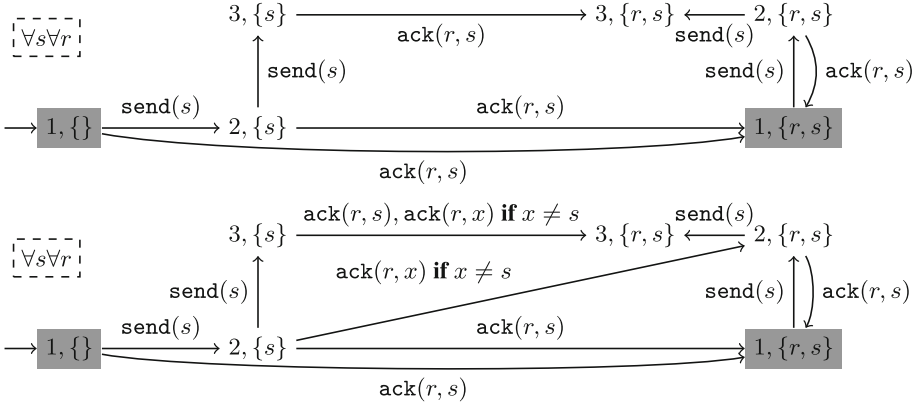 3, {s} ack(r, s) 3, {r, s} send(s) 2, {r, s}
∀s∀r
send(s) send(s) ack(r, s)
send(s) ack(r, s)
1, {} 2, {s} 1, {r, s}
ack(r, s)
ack(r, s), ack(r, x) if x ≠ s send(s)
3, {s} 3, {r, s} 2, {r, s}
∀s∀r
ack(r, x) if x ≠ s
send(s) send(s) ack(r, s)
send(s) ack(r, s)
1, {} 2, {s} 1, {r, s}
ack(r, s)